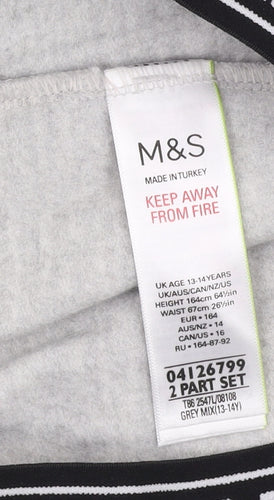 M&S
MADE IN TURKEY
KEEP AWAY
FROM FIRE
UK AGE 13-14YEARS
UK/AUS/CAN/NZ/US
HEIGHT 164cm 64½in
WAIST 67cm 26½in
EUR • 164
AUS/NZ • 14
CAN/US • 16
RU • 164-87-92
04126799
2 PART SET
T86 2547L/08108
GREY MIX(13-14Y)